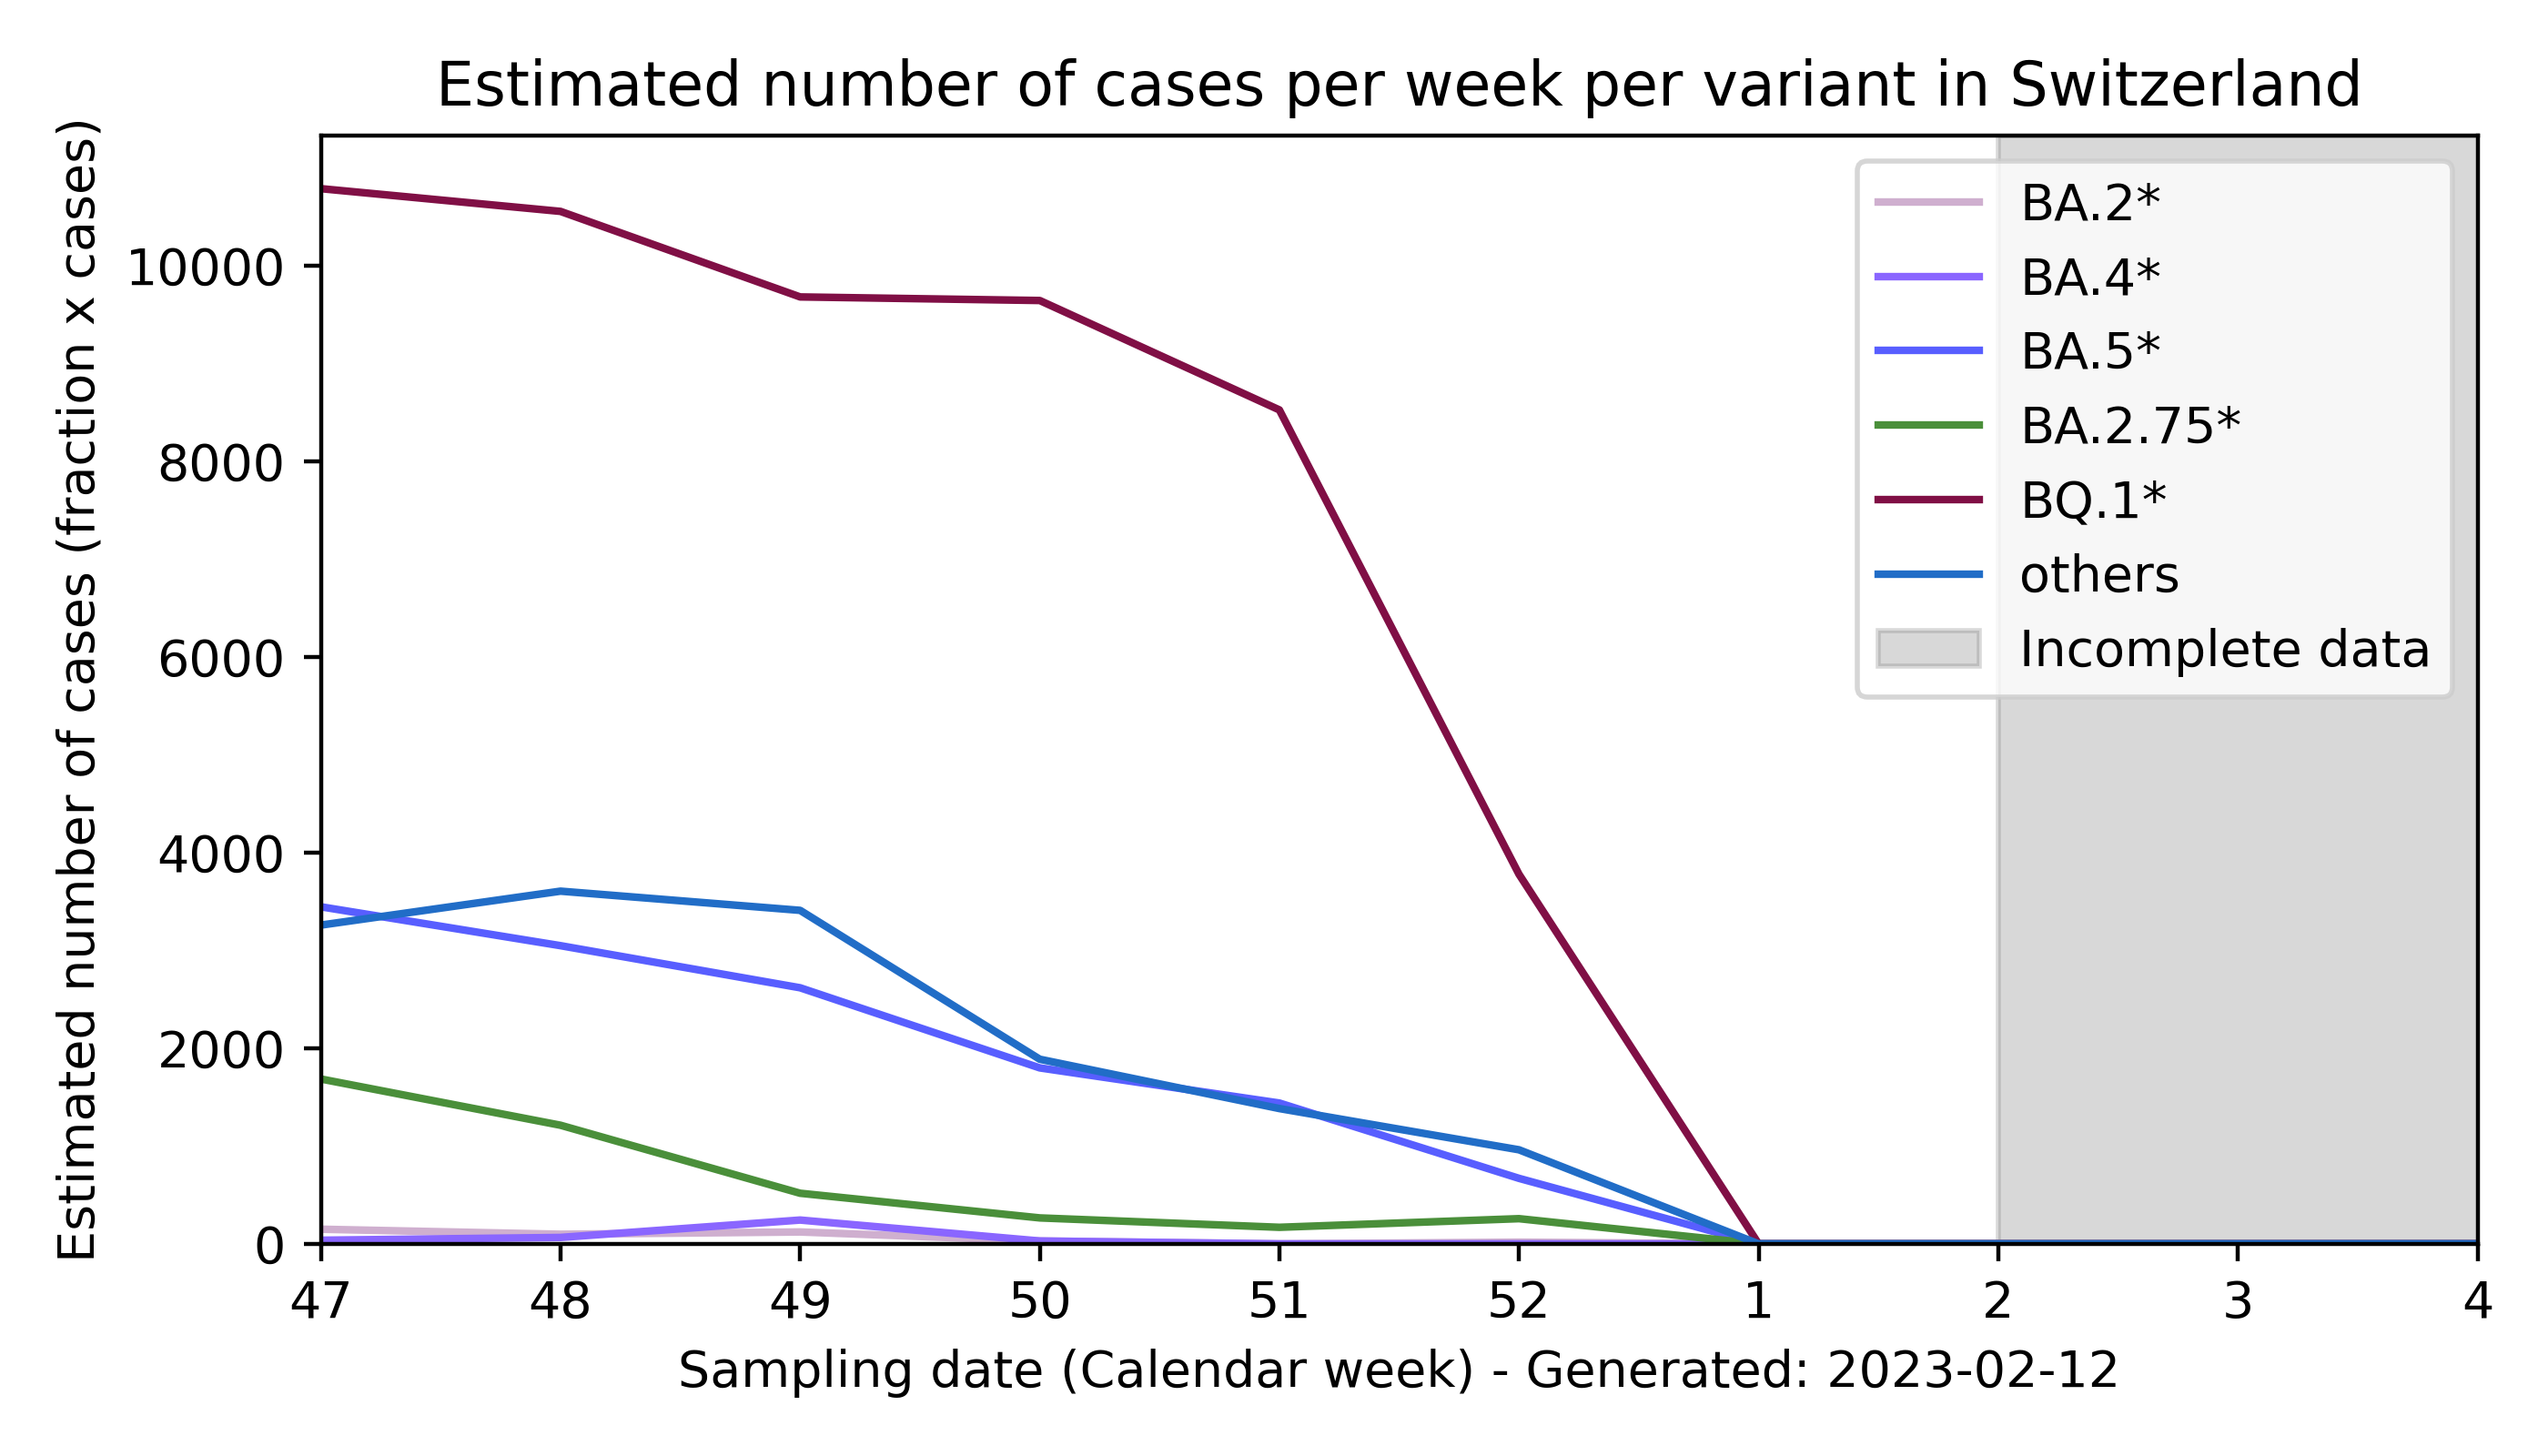 Estimated number of cases per week per variant in Switzerland
Estimated number of cases (fraction x cases)
10000
8000
6000
4000
2000
0
BA.2*
BA.4*
BA.5*
BA.2.75*
BQ.1*
others
Incomplete data
47 48 49 50 51 52 1 2 3 4
Sampling date (Calendar week) - Generated: 2023-02-12